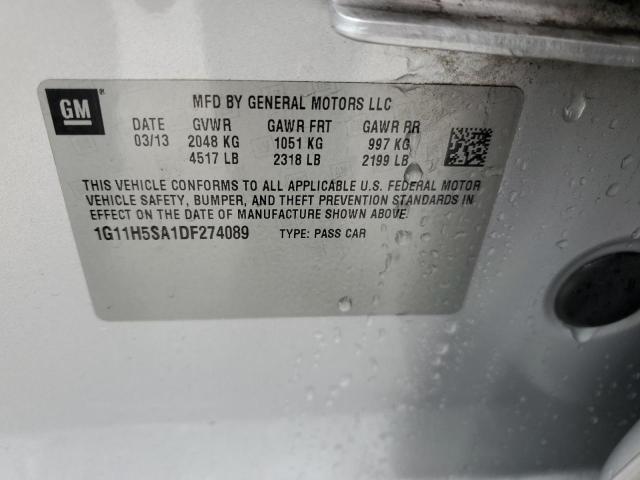 GM
MFD BY GENERAL MOTORS LLC
DATE GVWR GAWR FRT GAWR RR
03/13 2048 KG 1051 KG 997 KG
4517 LB 2318 LB 2199 LB
THIS VEHICLE CONFORMS TO ALL APPLICABLE U.S. FEDERAL MOTOR
VEHICLE SAFETY, BUMPER, AND THEFT PREVENTION STANDARDS IN
EFFECT ON THE DATE OF MANUFACTURE SHOWN ABOVE.
1G11H5SA1DF274089 TYPE: PASS CAR